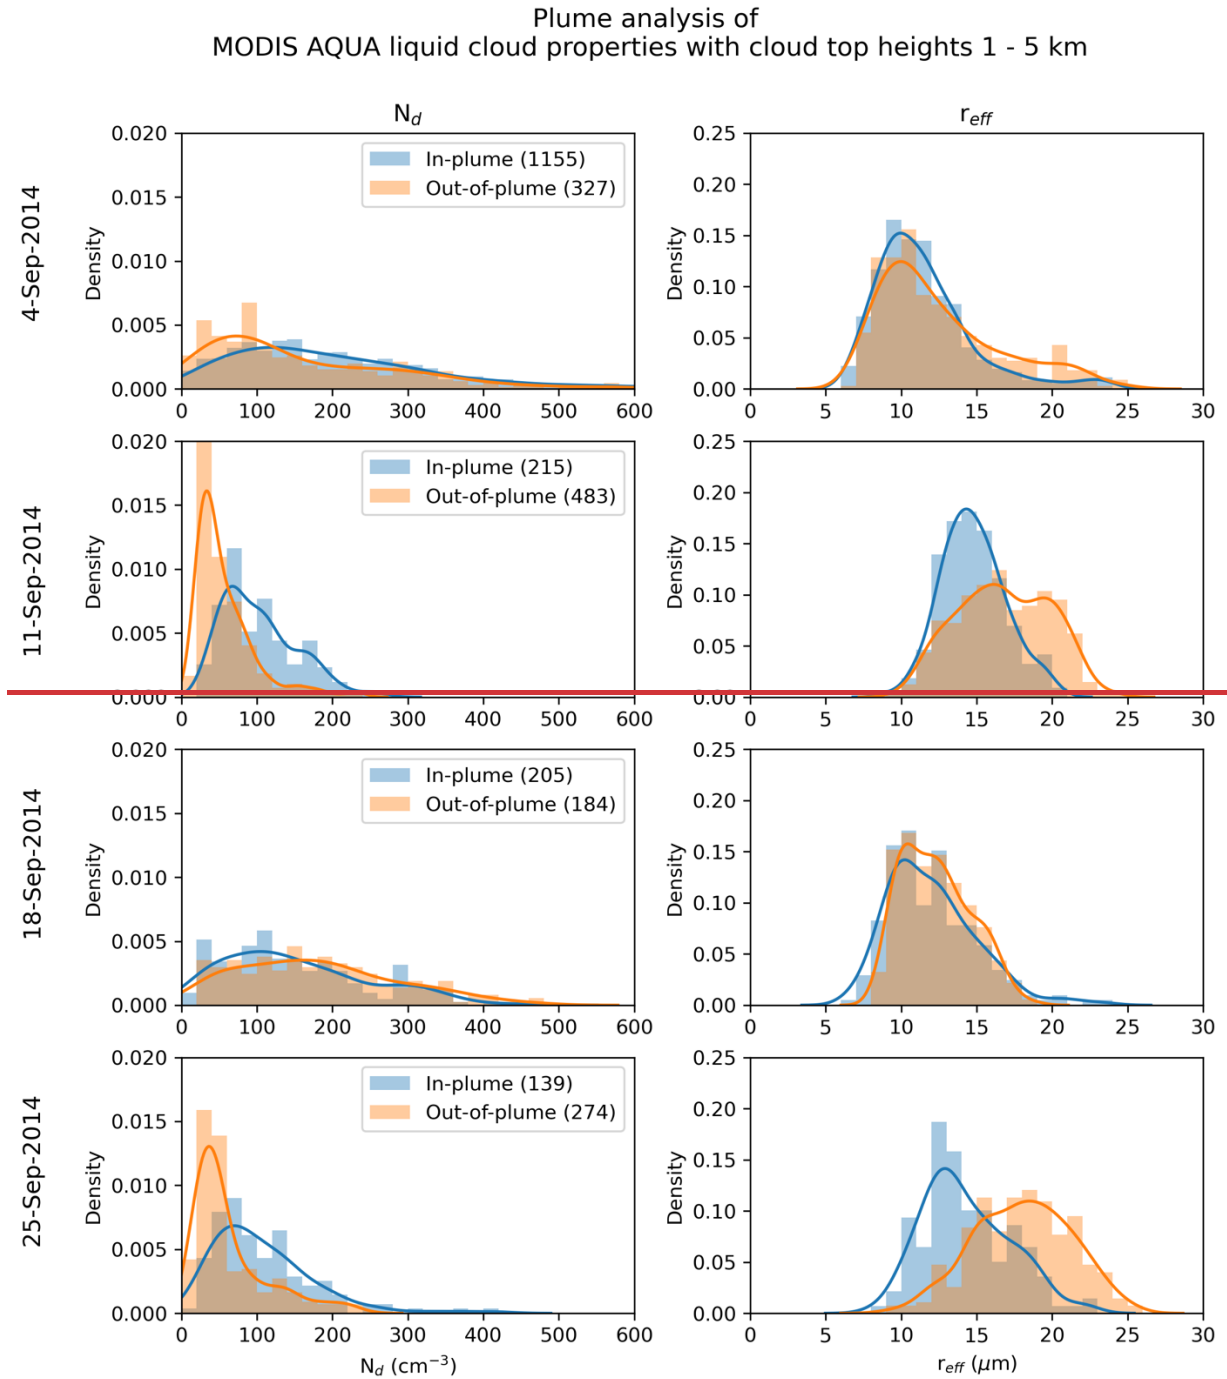 Plume analysis of
MODIS AQUA liquid cloud properties with cloud top heights 1 - 5 km
N_d
r_eff
4-Sep-2014
Density
0.020
0.015
0.010
0.005
0.000
0 100 200 300 400 500 600
In-plume (1155)
Out-of-plume (327)
Density
0.25
0.20
0.15
0.10
0.05
0.00
0 5 10 15 20 25 30
11-Sep-2014
Density
0.020
0.015
0.010
0.005
0.000
0 100 200 300 400 500 600
In-plume (215)
Out-of-plume (483)
Density
0.25
0.20
0.15
0.10
0.05
0.00
0 5 10 15 20 25 30
18-Sep-2014
Density
0.020
0.015
0.010
0.005
0.000
0 100 200 300 400 500 600
In-plume (205)
Out-of-plume (184)
Density
0.25
0.20
0.15
0.10
0.05
0.00
0 5 10 15 20 25 30
25-Sep-2014
Density
0.020
0.015
0.010
0.005
0.000
0 100 200 300 400 500 600
N_d (cm⁻³)
In-plume (139)
Out-of-plume (274)
Density
0.25
0.20
0.15
0.10
0.05
0.00
0 5 10 15 20 25 30
r_eff (μm)